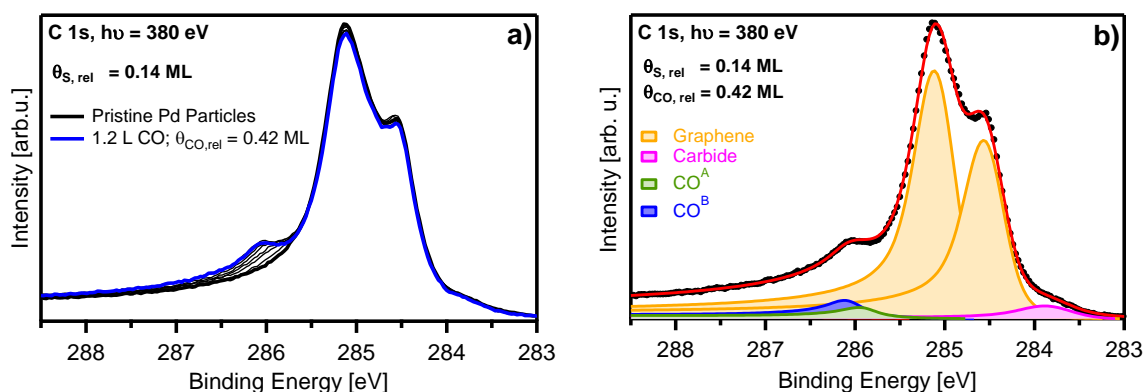 C 1s, hυ = 380 eV
a)
θS, rel = 0.14 ML
Pristine Pd Particles
1.2 L CO; θCO,rel = 0.42 ML
Intensity [arb.u.]
288 287 286 285 284 283
Binding Energy [eV]
C 1s, hυ = 380 eV
b)
θS, rel = 0.14 ML
θCO, rel = 0.42 ML
Graphene
Carbide
COA
COB
Intensity [arb. u.]
288 287 286 285 284 283
Binding Energy [eV]